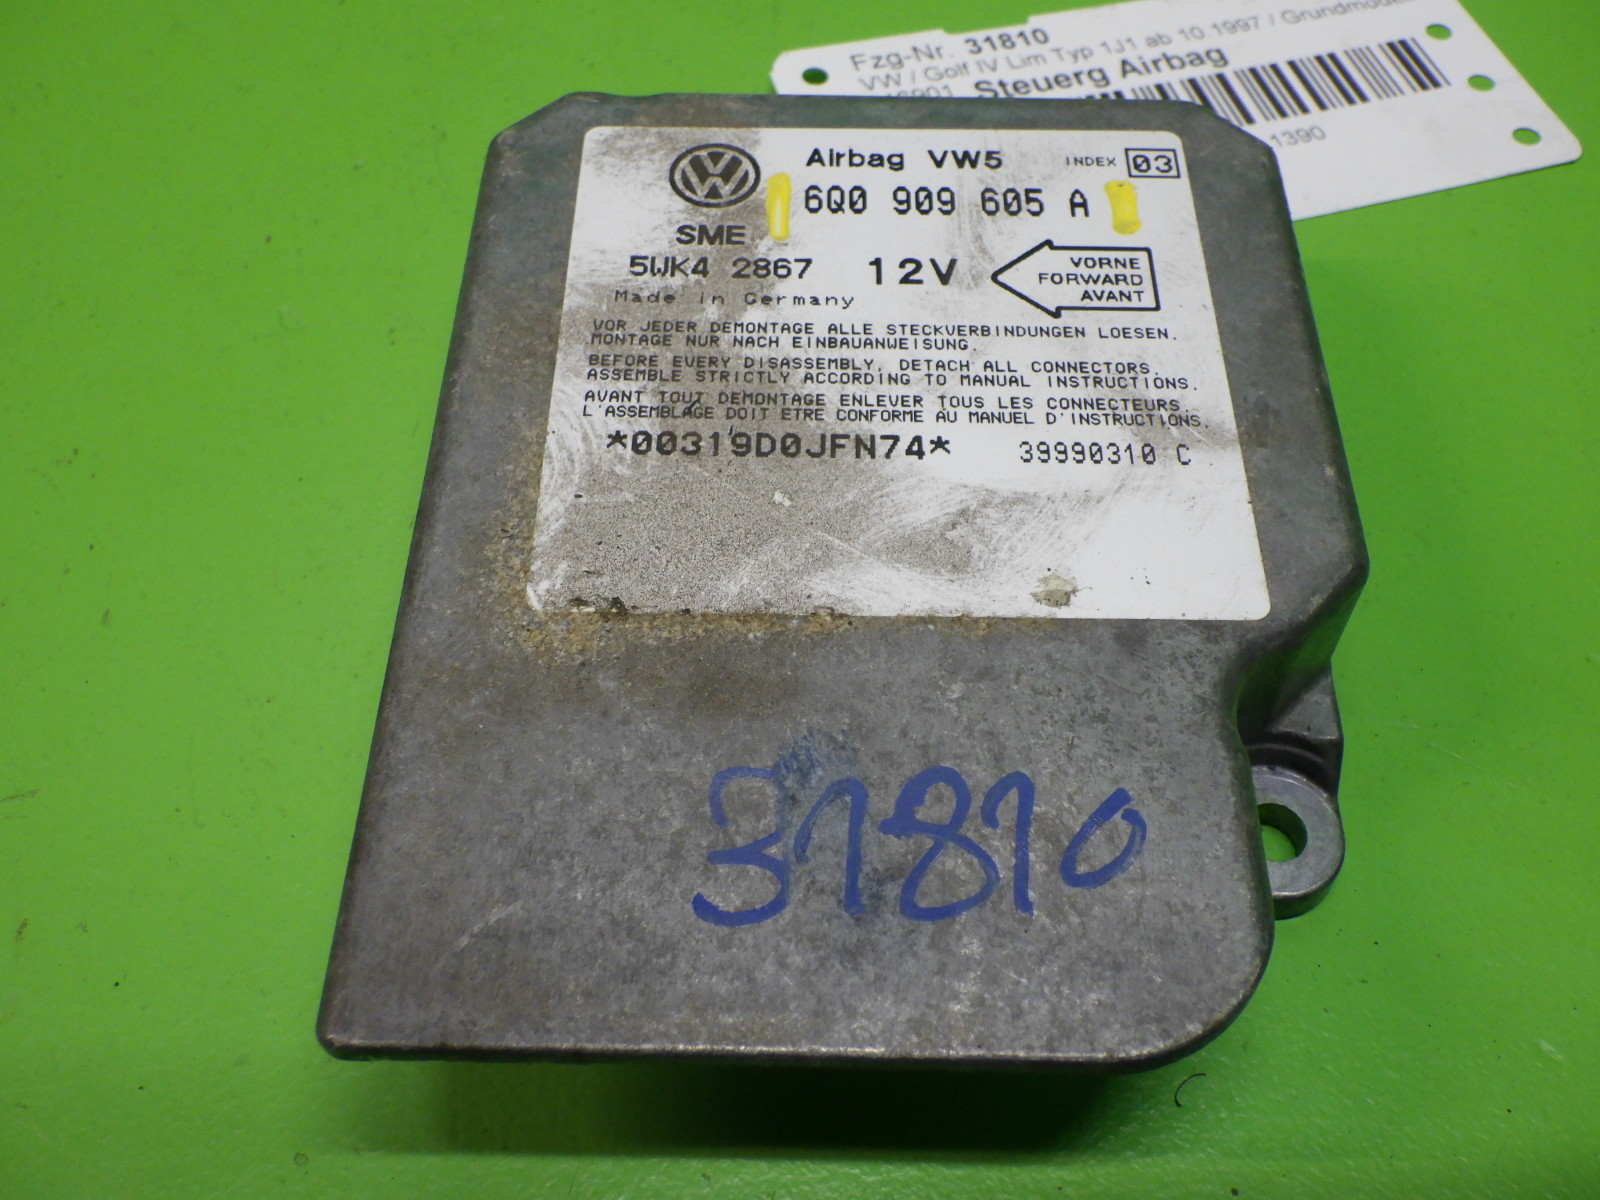 Fzg-Nr. 31810
VW / Golf IV Lim Typ 1J1 ab 10.1997 / Grundmodell
Steuerg Airbag
1390
Airbag VW5 INDEX 03
6Q0 909 605 A
SME
5WK4 2867 12V
VORNE
FORWARD
AVANT
Made in Germany
VOR JEDER DEMONTAGE ALLE STECKVERBINDUNGEN LOESEN.
MONTAGE NUR NACH EINBAUANWEISUNG.
BEFORE EVERY DISASSEMBLY, DETACH ALL CONNECTORS.
ASSEMBLE STRICTLY ACCORDING TO MANUAL INSTRUCTIONS.
AVANT TOUT DEMONTAGE ENLEVER TOUS LES CONNECTEURS.
L'ASSEMBLAGE DOIT ETRE CONFORME AU MANUEL D'INSTRUCTIONS.
*00319D0JFN74* 39990310 C
31810